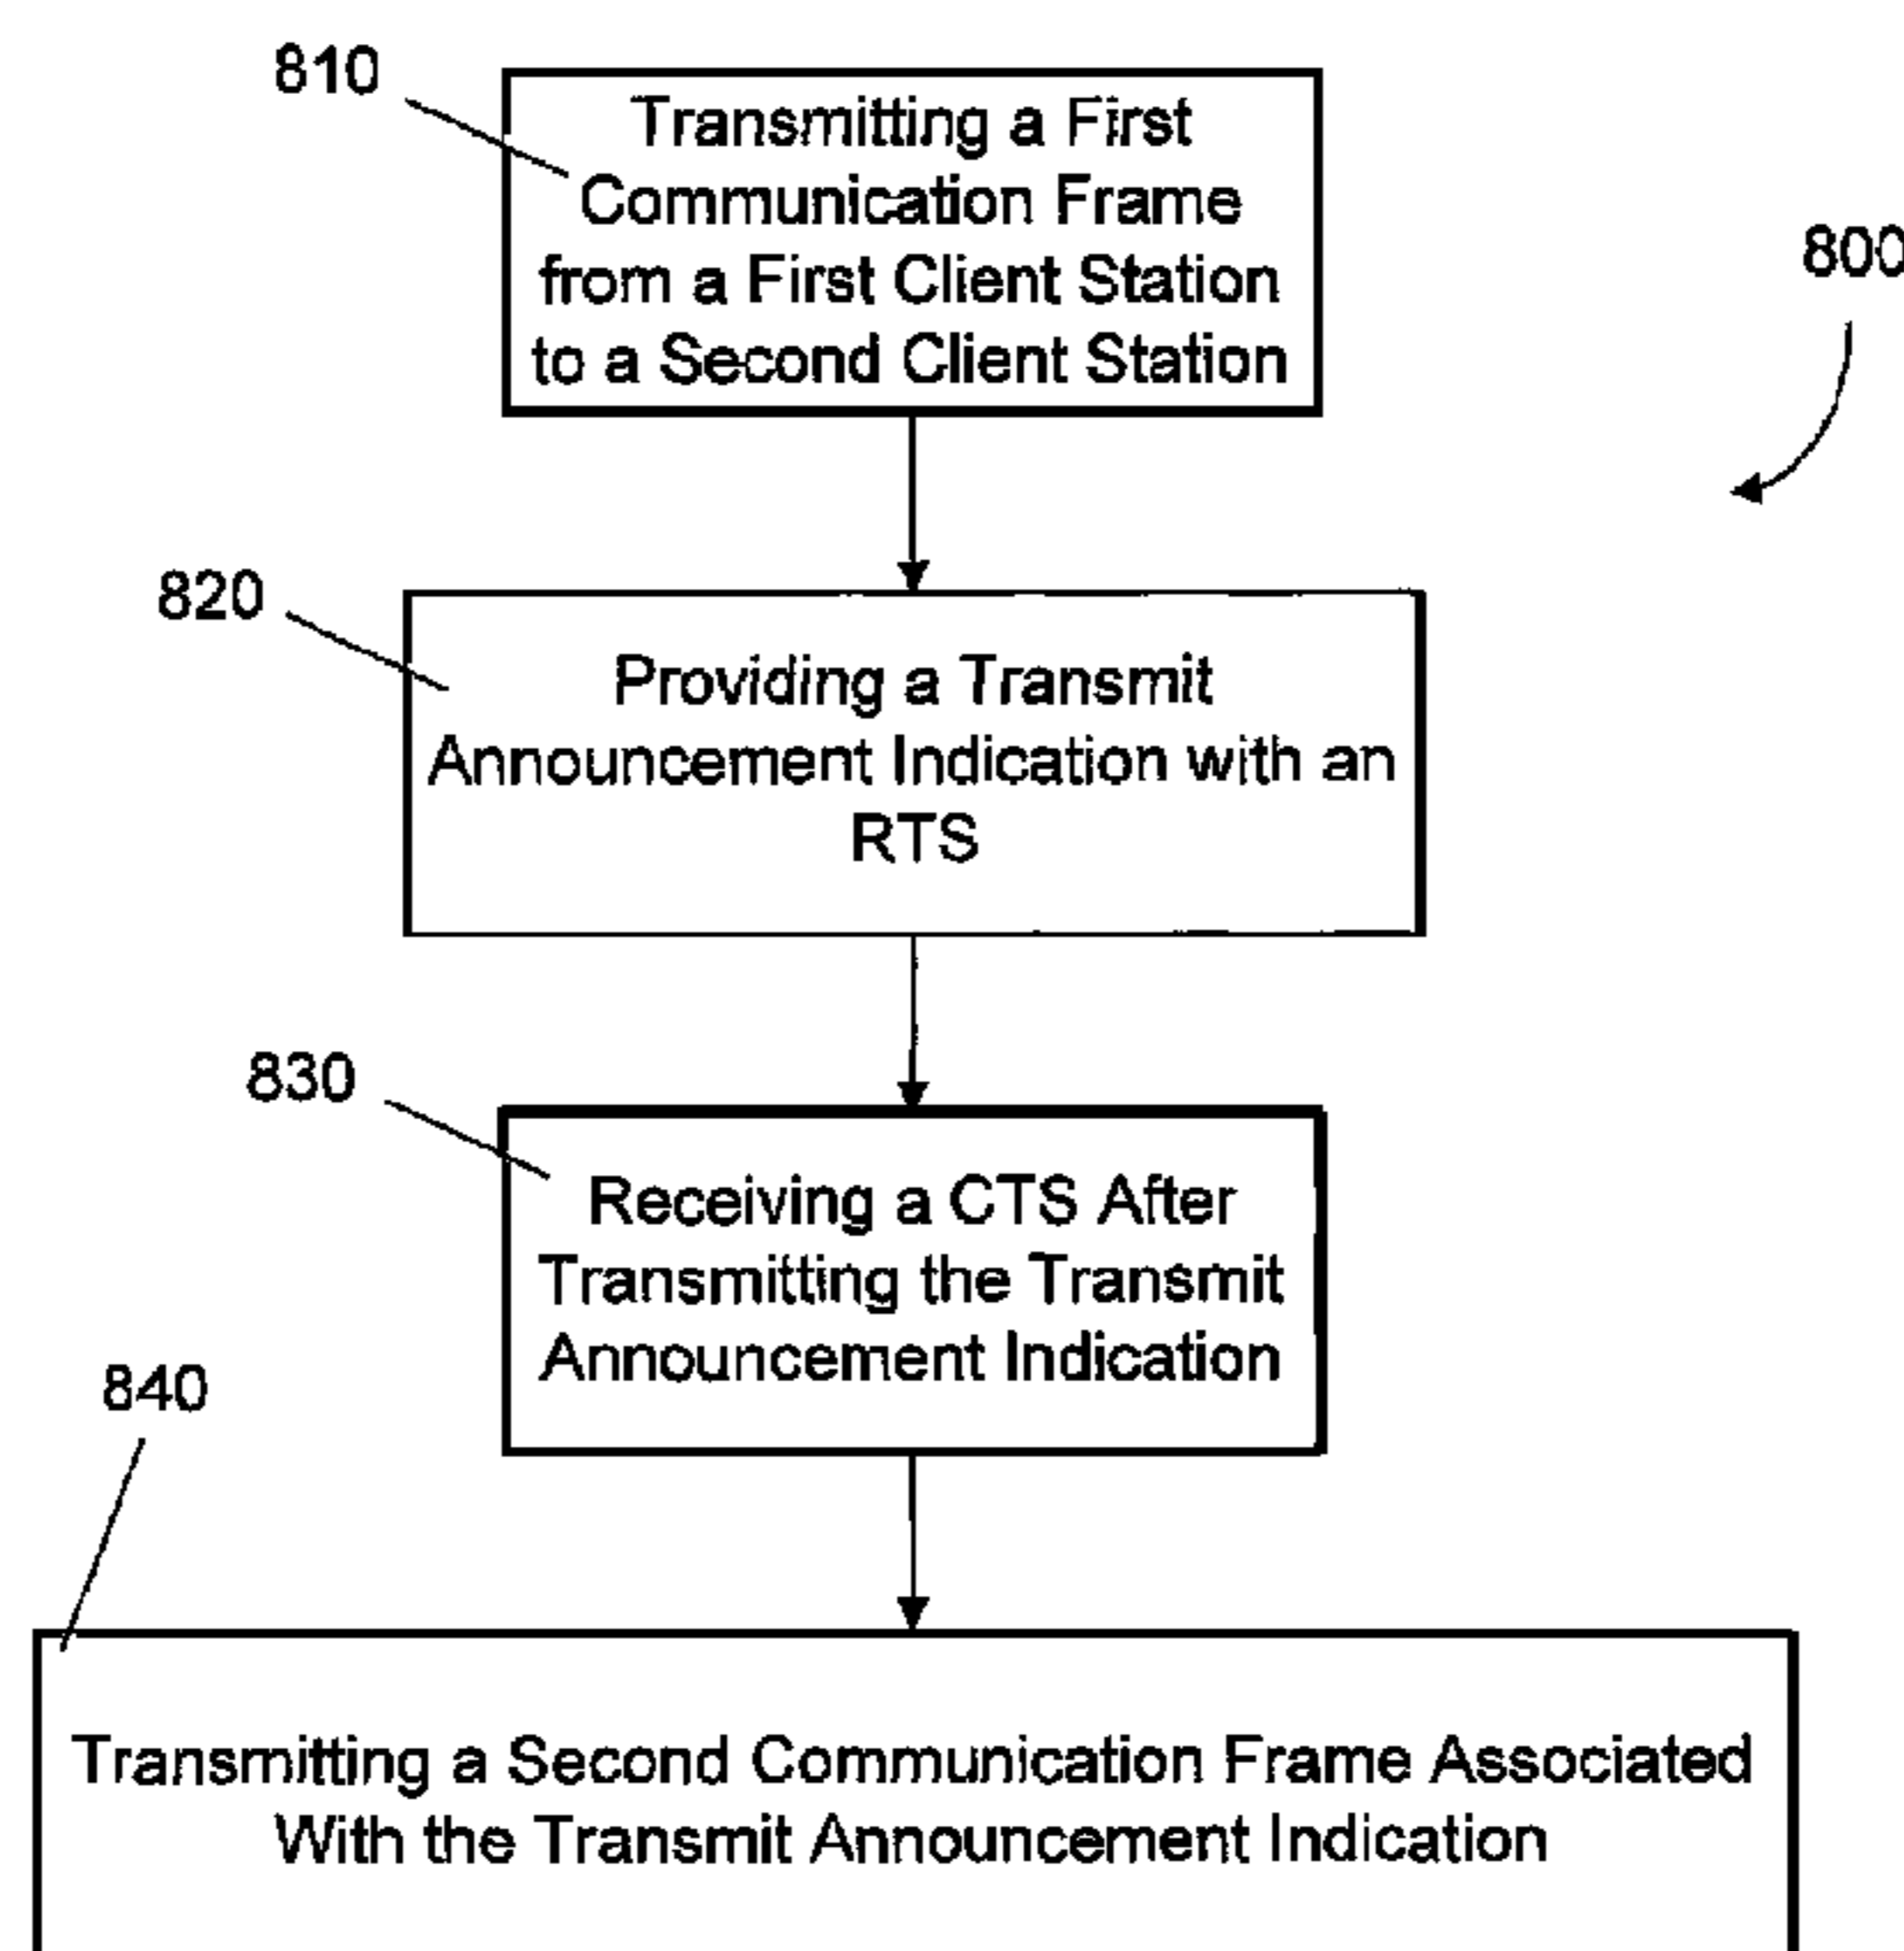 810
Transmitting a First
Communication Frame
from a First Client Station
to a Second Client Station
800
820
Providing a Transmit
Announcement Indication with an
RTS
830
Receiving a CTS After
Transmitting the Transmit
Announcement Indication
840
Transmitting a Second Communication Frame Associated
With the Transmit Announcement Indication